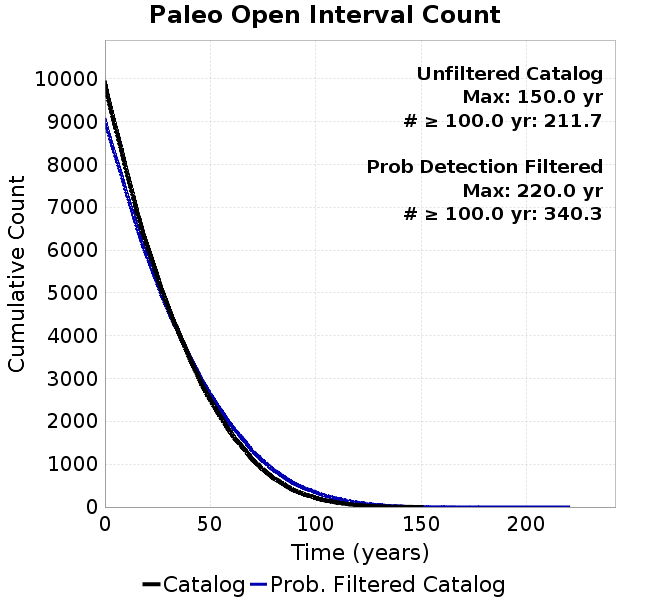 Paleo Open Interval Count
Unfiltered Catalog
Max: 150.0 yr
# ≥ 100.0 yr: 211.7
Prob Detection Filtered
Max: 220.0 yr
# ≥ 100.0 yr: 340.3
Cumulative Count
10000
9000
8000
7000
6000
5000
4000
3000
2000
1000
0
0 50 100 150 200
Time (years)
Catalog Prob. Filtered Catalog